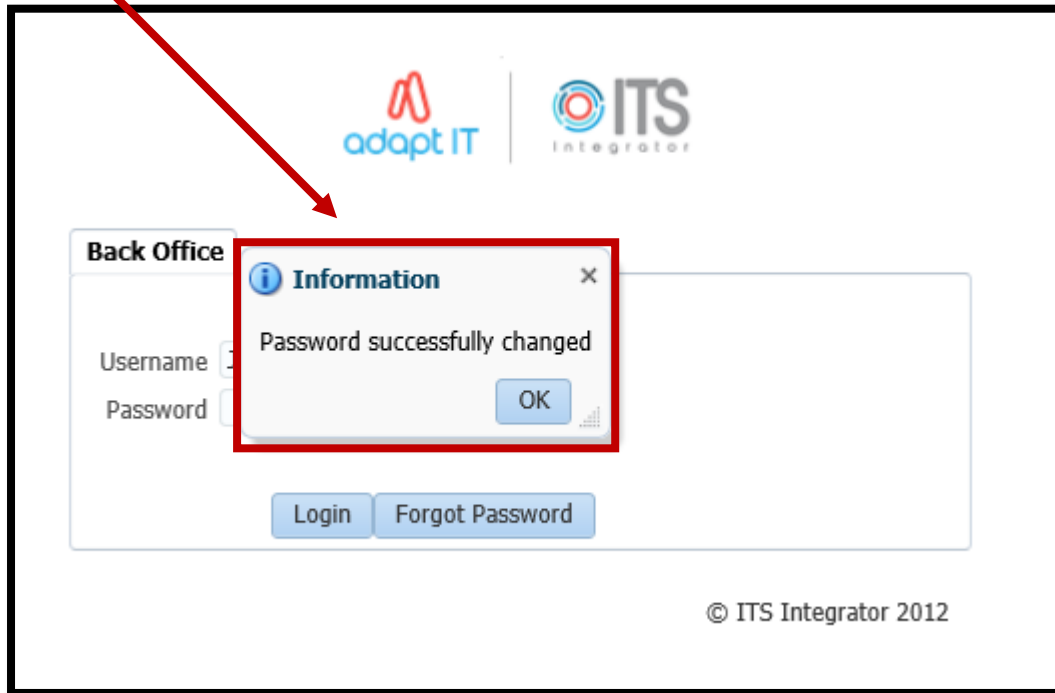 adapt IT
ITS
Integrator
Back Office
Information
Password successfully changed
Username
Password
OK
Login Forgot Password
© ITS Integrator 2012